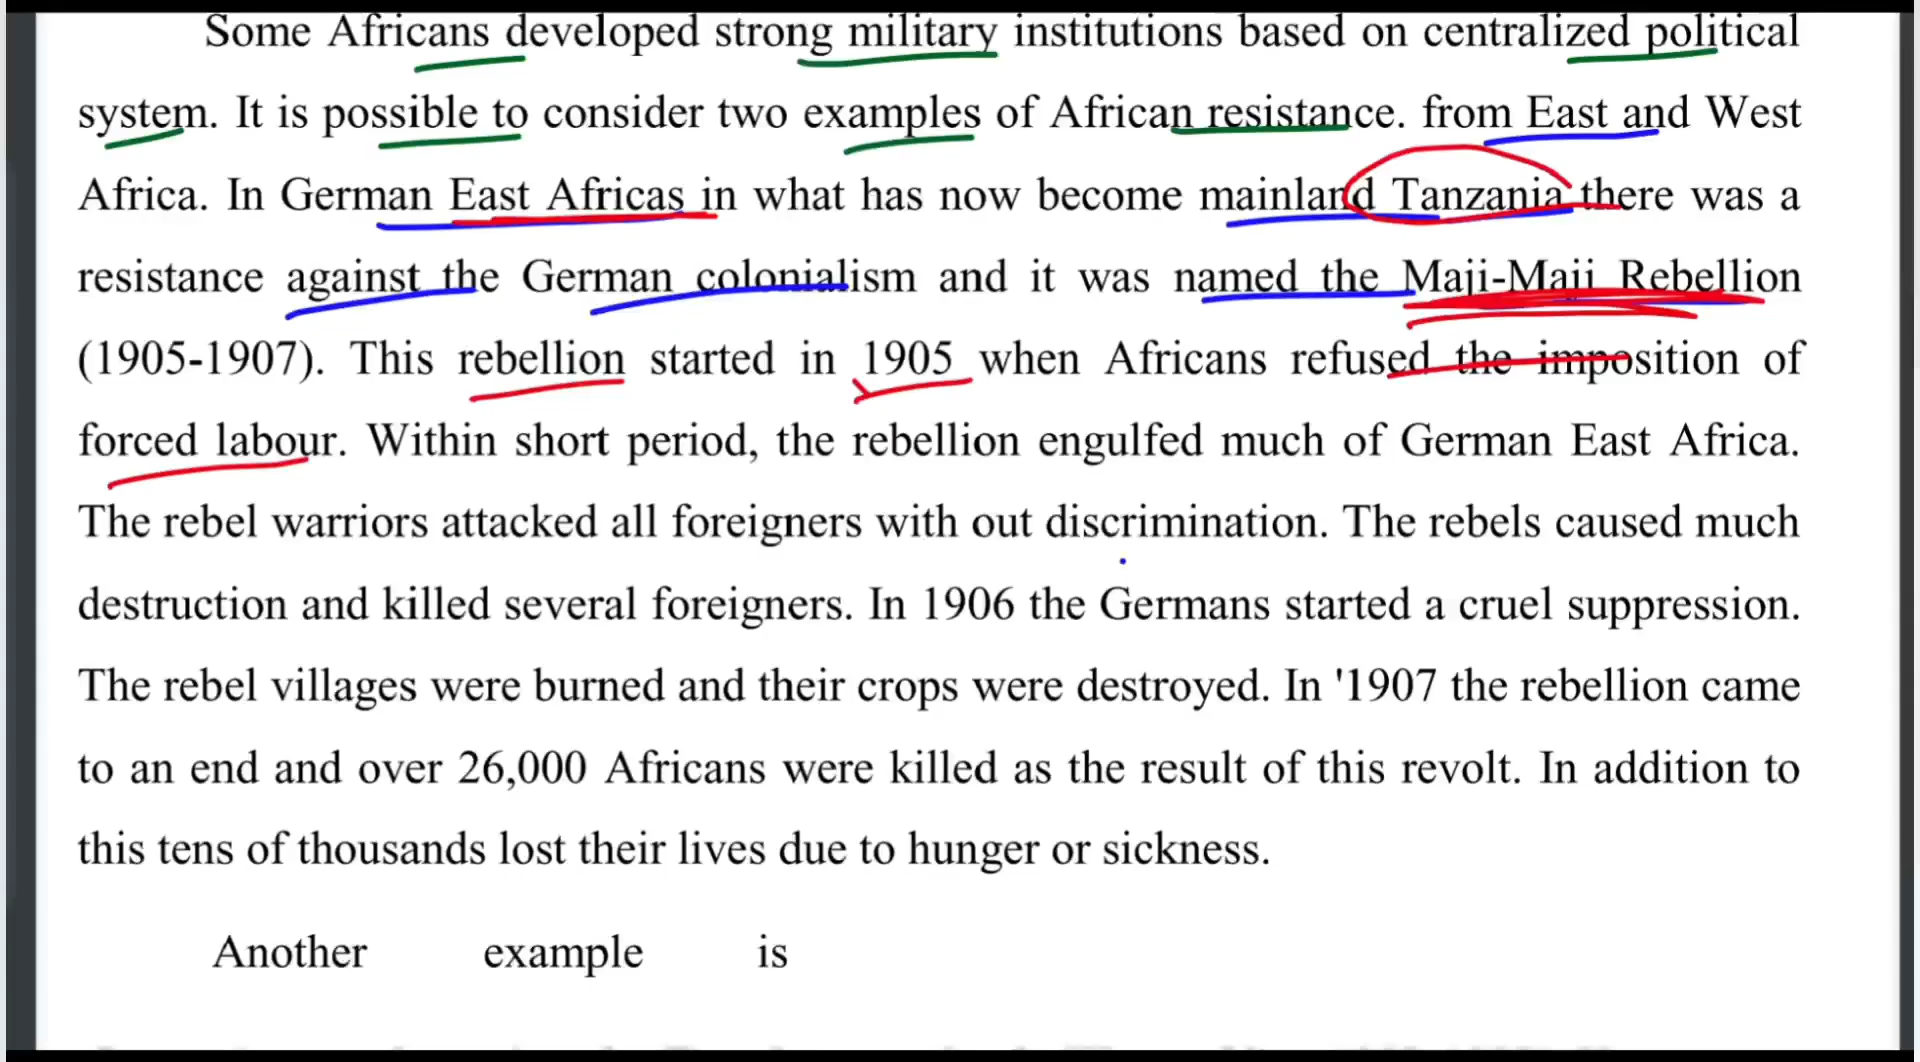 Some Africans developed strong military institutions based on centralized political
system. It is possible to consider two examples of African resistance. from East and West
Africa. In German East Africas in what has now become mainland Tanzania there was a
resistance against the German colonialism and it was named the Maji-Maji Rebellion
(1905-1907). This rebellion started in 1905 when Africans refused the imposition of
forced labour. Within short period, the rebellion engulfed much of German East Africa.
The rebel warriors attacked all foreigners with out discrimination. The rebels caused much
destruction and killed several foreigners. In 1906 the Germans started a cruel suppression.
The rebel villages were burned and their crops were destroyed. In '1907 the rebellion came
to an end and over 26,000 Africans were killed as the result of this revolt. In addition to
this tens of thousands lost their lives due to hunger or sickness.
Another example is